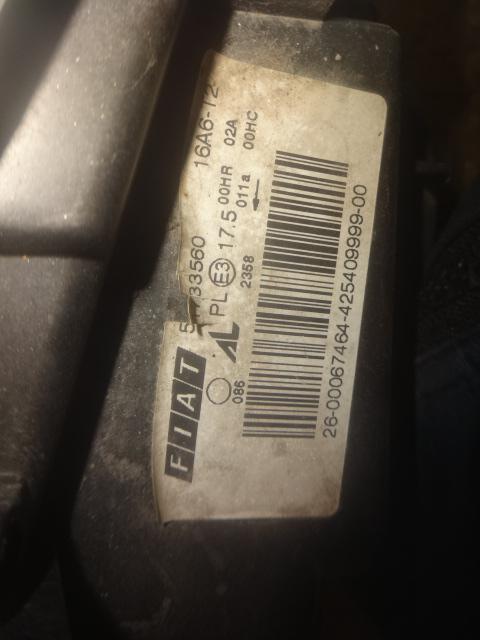 FIAT
33560
16A6-12
AL
PL E3 17.5 00HR 02A
011a 00HC
086
2358
26-00067464-425409999-00